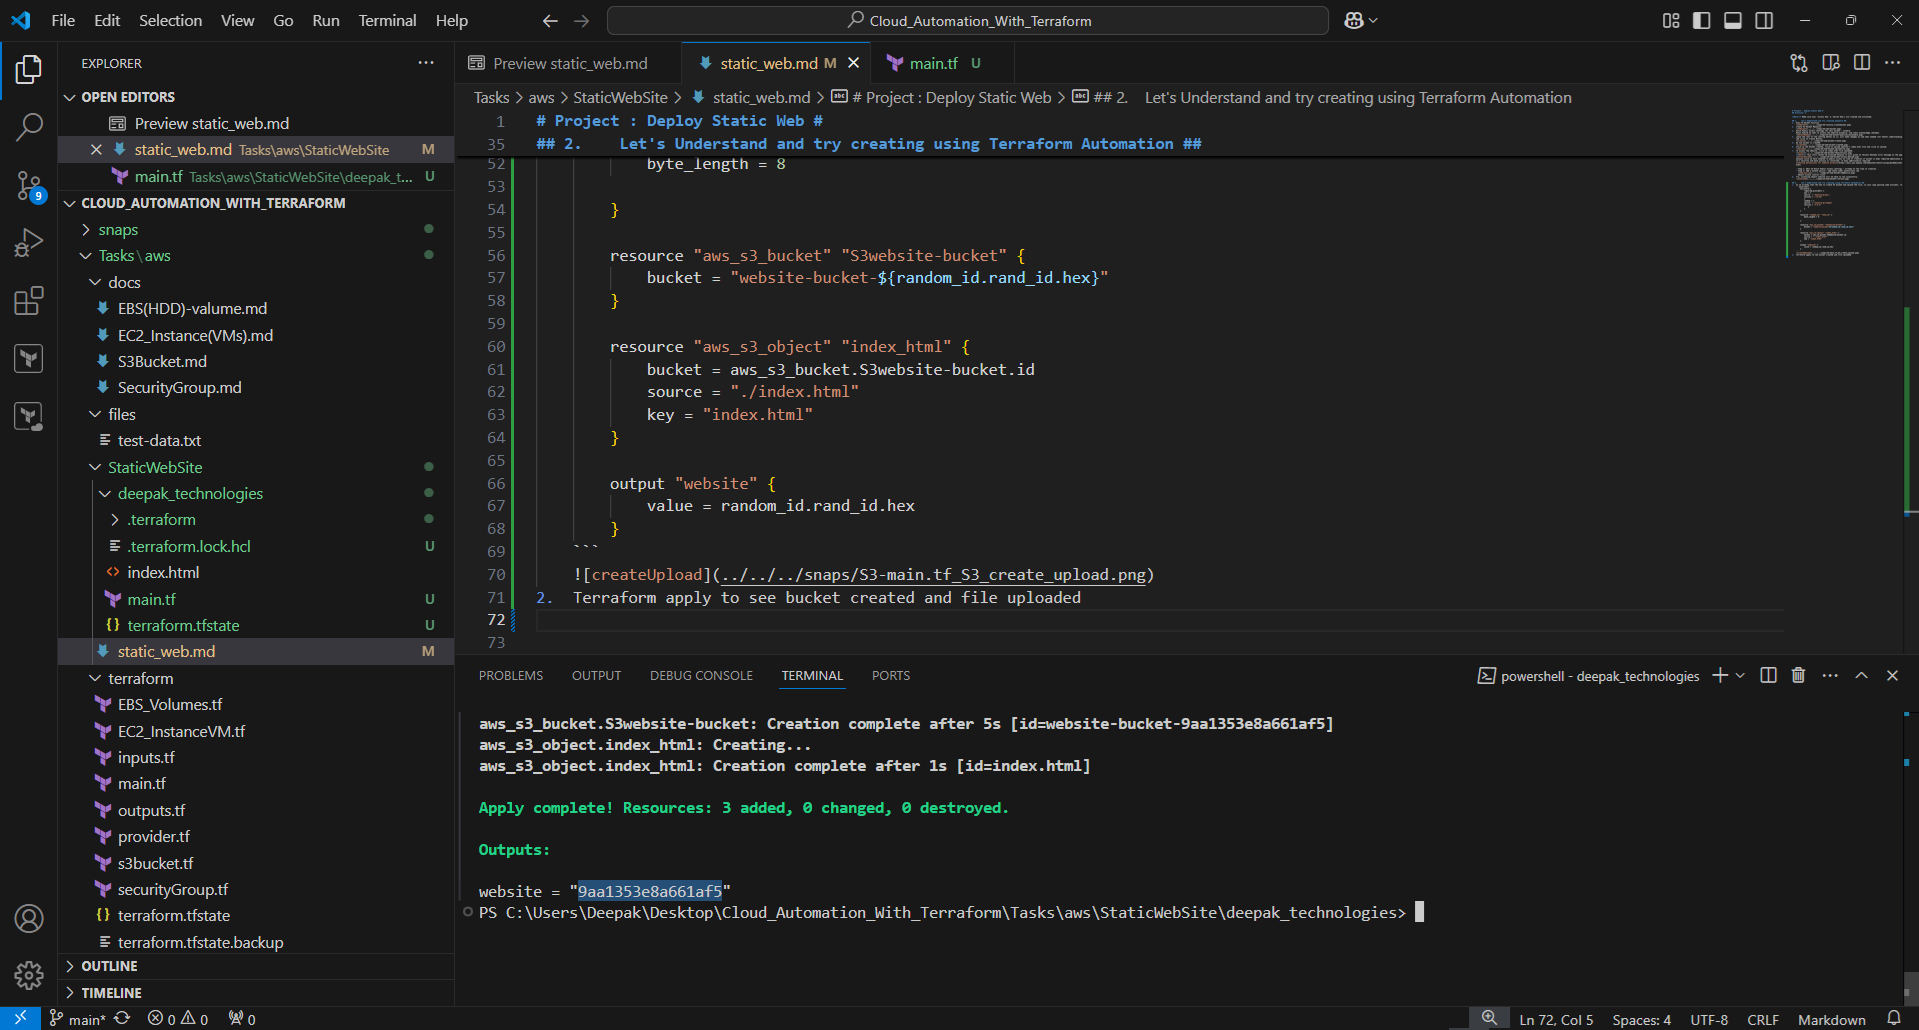 File Edit Selection View Go Run Terminal Help
Cloud_Automation_With_Terraform
EXPLORER
OPEN EDITORS
Preview static_web.md
static_web.md Tasks\aws\StaticWebSite M
main.tf Tasks\aws\StaticWebSite\deepak_t... U
CLOUD_AUTOMATION_WITH_TERRAFORM
snaps
Tasks\aws
docs
EBS(HDD)-valume.md
EC2_Instance(VMs).md
S3Bucket.md
SecurityGroup.md
files
test-data.txt
StaticWebSite
deepak_technologies
.terraform
.terraform.lock.hcl U
index.html
main.tf U
terraform.tfstate U
static_web.md M
terraform
EBS_Volumes.tf
EC2_InstanceVM.tf
inputs.tf
main.tf
outputs.tf
provider.tf
s3bucket.tf
securityGroup.tf
terraform.tfstate
terraform.tfstate.backup
OUTLINE
TIMELINE
9
Preview static_web.md
static_web.md M
main.tf U
Tasks > aws > StaticWebSite > static_web.md > # Project : Deploy Static Web > ## 2. Let's Understand and try creating using Terraform Automation
1 # Project : Deploy Static Web #
35 ## 2. Let's Understand and try creating using Terraform Automation ##
52 byte_length = 8
53
54 }
55
56 resource "aws_s3_bucket" "S3website-bucket" {
57 bucket = "website-bucket-${random_id.rand_id.hex}"
58 }
59
60 resource "aws_s3_object" "index_html" {
61 bucket = aws_s3_bucket.S3website-bucket.id
62 source = "./index.html"
63 key = "index.html"
64 }
65
66 output "website" {
67 value = random_id.rand_id.hex
68 }
69 ```
70 ![createUpload](../../../snaps/S3-main.tf_S3_create_upload.png)
71 2. Terraform apply to see bucket created and file uploaded
72
73
PROBLEMS OUTPUT DEBUG CONSOLE TERMINAL PORTS
powershell - deepak_technologies
aws_s3_bucket.S3website-bucket: Creation complete after 5s [id=website-bucket-9aa1353e8a661af5]
aws_s3_object.index_html: Creating...
aws_s3_object.index_html: Creation complete after 1s [id=index.html]
Apply complete! Resources: 3 added, 0 changed, 0 destroyed.
Outputs:
website = "9aa1353e8a661af5"
PS C:\Users\Deepak\Desktop\Cloud_Automation_With_Terraform\Tasks\aws\StaticWebSite\deepak_technologies>
main* 0 0 0
Ln 72, Col 5 Spaces: 4 UTF-8 CRLF Markdown